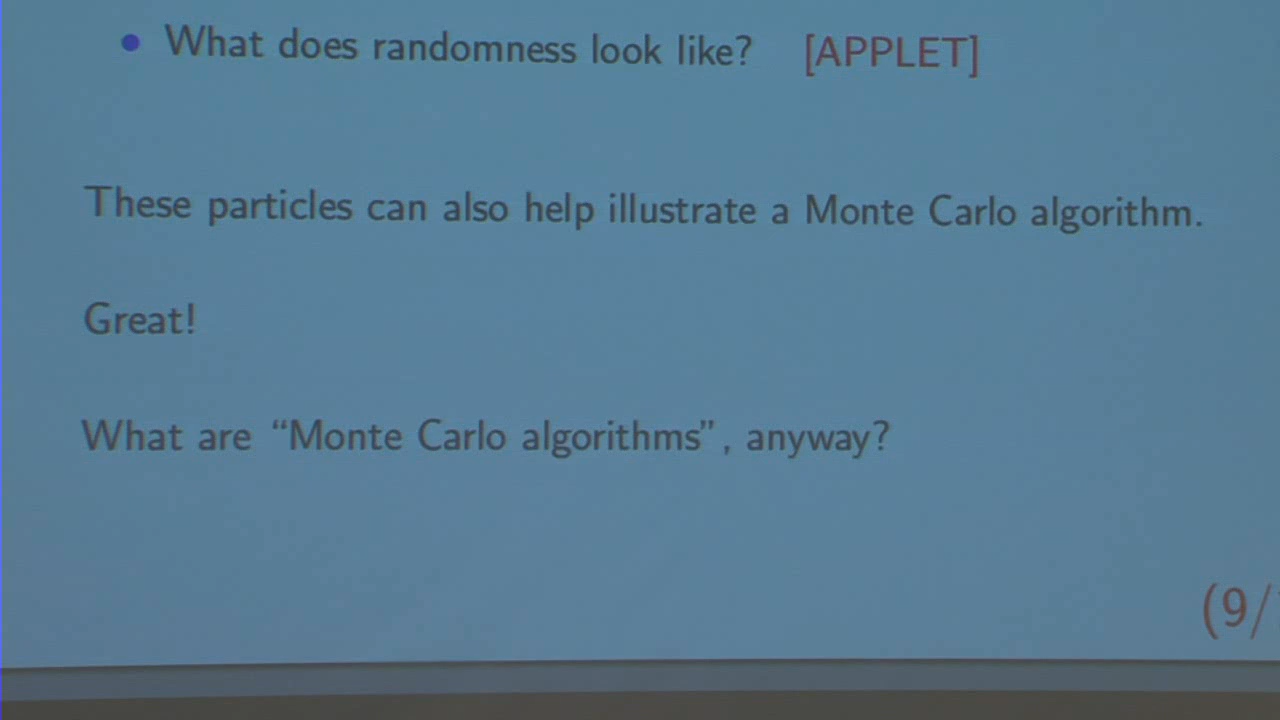 • What does randomness look like? [APPLET]
These particles can also help illustrate a Monte Carlo algorithm.
Great!
What are “Monte Carlo algorithms”, anyway?
(9/